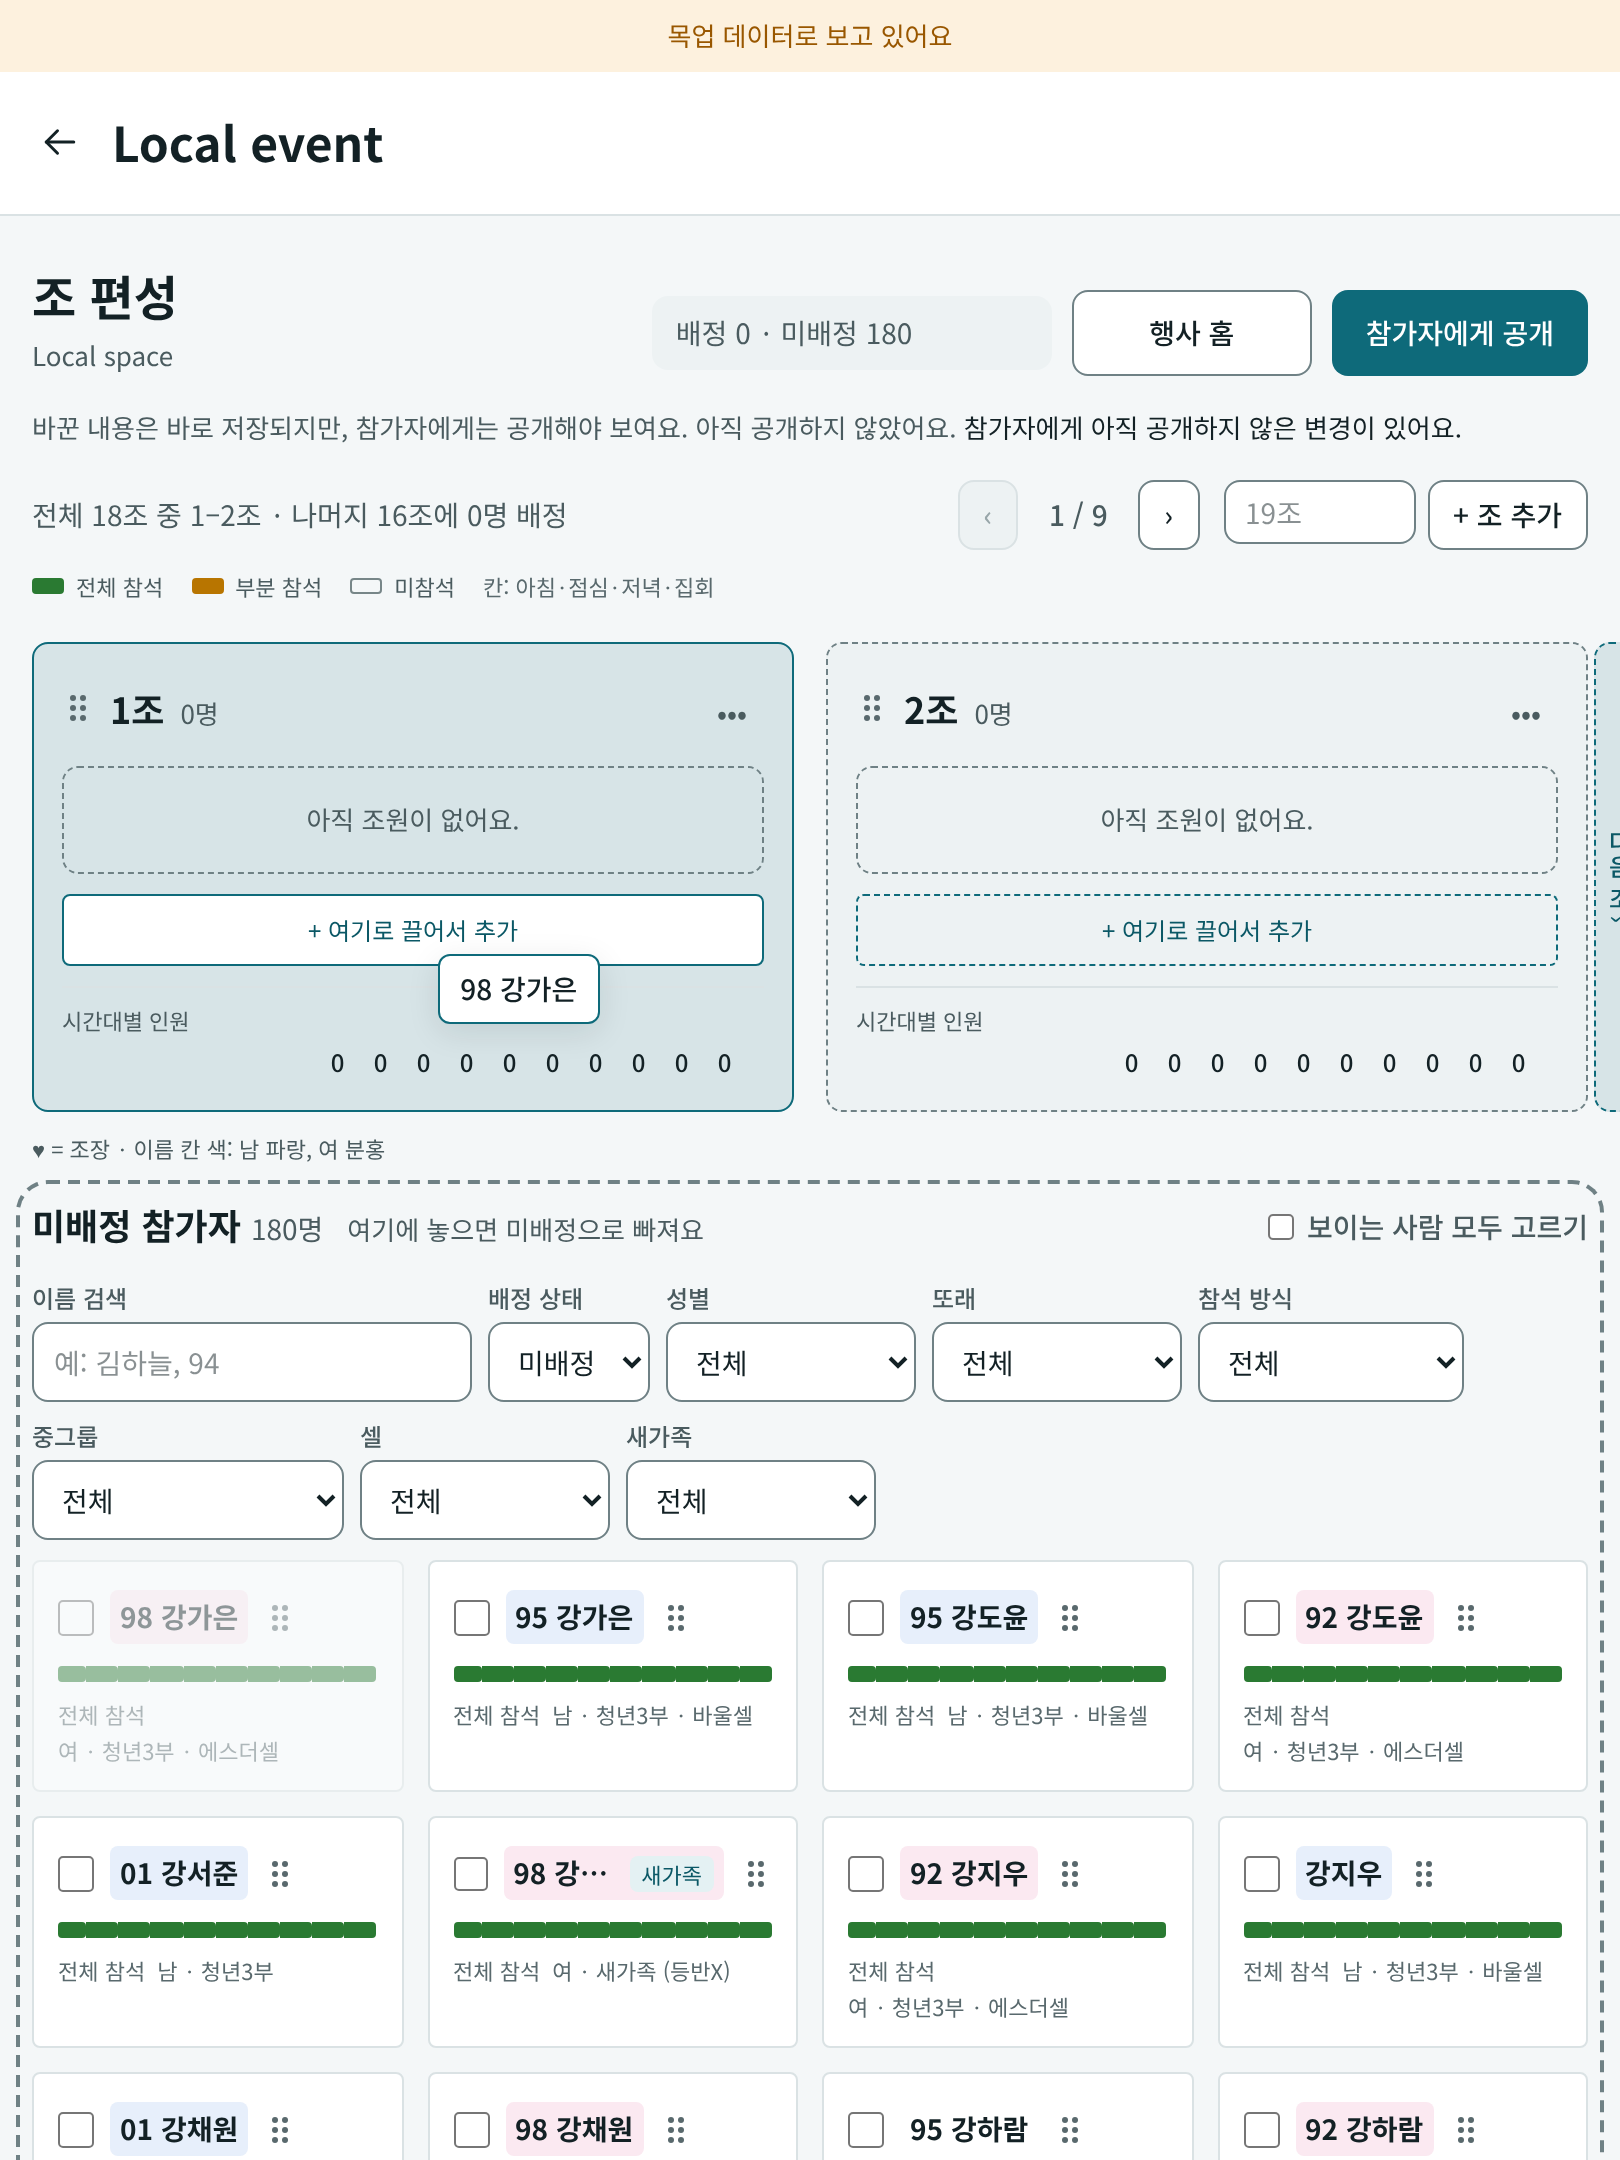 목업 데이터로 보고 있어요
Local event
조 편성
Local space
배정 0 · 미배정 180
행사 홈
참가자에게 공개
바꾼 내용은 바로 저장되지만, 참가자에게는 공개해야 보여요. 아직 공개하지 않았어요. 참가자에게 아직 공개하지 않은 변경이 있어요.
전체 18조 중 1–2조 · 나머지 16조에 0명 배정
‹ 1 / 9 ›
19조
+ 조 추가
전체 참석 부분 참석 미참석 칸: 아침·점심·저녁·집회
1조 0명
아직 조원이 없어요.
+ 여기로 끌어서 추가
98 강가은
시간대별 인원
0 0 0 0 0 0 0 0 0 0
2조 0명
아직 조원이 없어요.
+ 여기로 끌어서 추가
시간대별 인원
0 0 0 0 0 0 0 0 0 0
♥ = 조장 · 이름 칸 색: 남 파랑, 여 분홍
미배정 참가자 180명 여기에 놓으면 미배정으로 빠져요
보이는 사람 모두 고르기
이름 검색
예: 김하늘, 94
배정 상태
미배정
성별
전체
또래
전체
참석 방식
전체
중그룹
전체
셀
전체
새가족
전체
98 강가은
전체 참석
여 · 청년3부 · 에스더셀
95 강가은
전체 참석 남 · 청년3부 · 바울셀
95 강도윤
전체 참석 남 · 청년3부 · 바울셀
92 강도윤
전체 참석
여 · 청년3부 · 에스더셀
01 강서준
전체 참석 남 · 청년3부
98 강… 새가족
전체 참석 여 · 새가족 (등반X)
92 강지우
전체 참석
여 · 청년3부 · 에스더셀
강지우
전체 참석 남 · 청년3부 · 바울셀
01 강채원
98 강채원
95 강하람
92 강하람